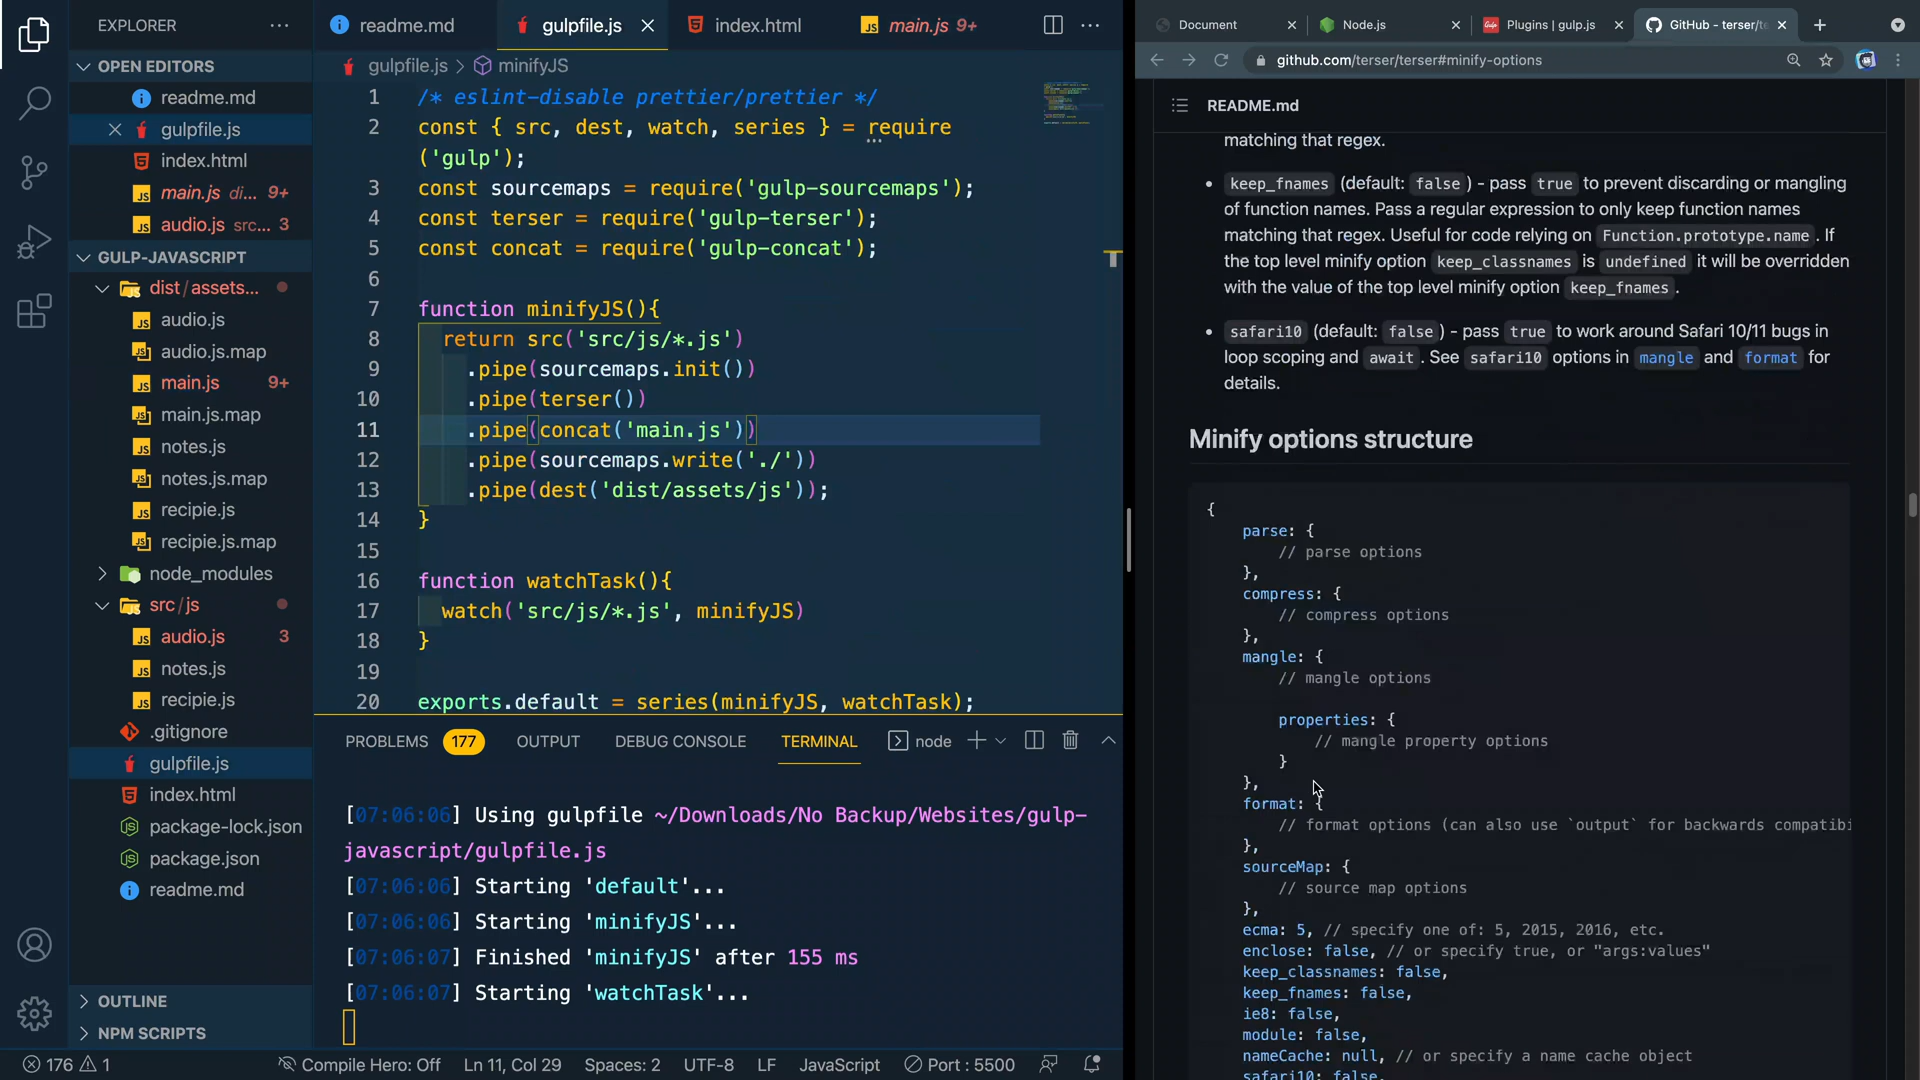 EXPLORER
OPEN EDITORS
readme.md
gulpfile.js
index.html
main.js di... 9+
audio.js src... 3
GULP-JAVASCRIPT
dist/assets...
audio.js
audio.js.map
main.js 9+
main.js.map
notes.js
notes.js.map
recipie.js
recipie.js.map
node_modules
src/js
audio.js 3
notes.js
recipie.js
.gitignore
gulpfile.js
index.html
package-lock.json
package.json
readme.md
OUTLINE
NPM SCRIPTS
readme.md gulpfile.js index.html main.js 9+
gulpfile.js > minifyJS
1 /* eslint-disable prettier/prettier */
2 const { src, dest, watch, series } = require
('gulp');
3 const sourcemaps = require('gulp-sourcemaps');
4 const terser = require('gulp-terser');
5 const concat = require('gulp-concat');
6
7 function minifyJS(){
8 return src('src/js/*.js')
9 .pipe(sourcemaps.init())
10 .pipe(terser())
11 .pipe(concat('main.js'))
12 .pipe(sourcemaps.write('./'))
13 .pipe(dest('dist/assets/js'));
14 }
15
16 function watchTask(){
17 watch('src/js/*.js', minifyJS)
18 }
19
20 exports.default = series(minifyJS, watchTask);
PROBLEMS 177 OUTPUT DEBUG CONSOLE TERMINAL node
[07:06:06] Using gulpfile ~/Downloads/No Backup/Websites/gulp-
javascript/gulpfile.js
[07:06:06] Starting 'default'...
[07:06:06] Starting 'minifyJS'...
[07:06:07] Finished 'minifyJS' after 155 ms
[07:06:07] Starting 'watchTask'...
176 1 Compile Hero: Off Ln 11, Col 29 Spaces: 2 UTF-8 LF JavaScript Port : 5500
Document Node.js Plugins | gulp.js GitHub - terser/te
github.com/terser/terser#minify-options
README.md
matching that regex.
• keep_fnames (default: false) - pass true to prevent discarding or mangling
of function names. Pass a regular expression to only keep function names
matching that regex. Useful for code relying on Function.prototype.name. If
the top level minify option keep_classnames is undefined it will be overridden
with the value of the top level minify option keep_fnames.
• safari10 (default: false) - pass true to work around Safari 10/11 bugs in
loop scoping and await. See safari10 options in mangle and format for
details.
Minify options structure
{
parse: {
// parse options
},
compress: {
// compress options
},
mangle: {
// mangle options
properties: {
// mangle property options
}
},
format: {
// format options (can also use `output` for backwards compatibi
},
sourceMap: {
// source map options
},
ecma: 5, // specify one of: 5, 2015, 2016, etc.
enclose: false, // or specify true, or "args:values"
keep_classnames: false,
keep_fnames: false,
ie8: false,
module: false,
nameCache: null, // or specify a name cache object
safari10: false,